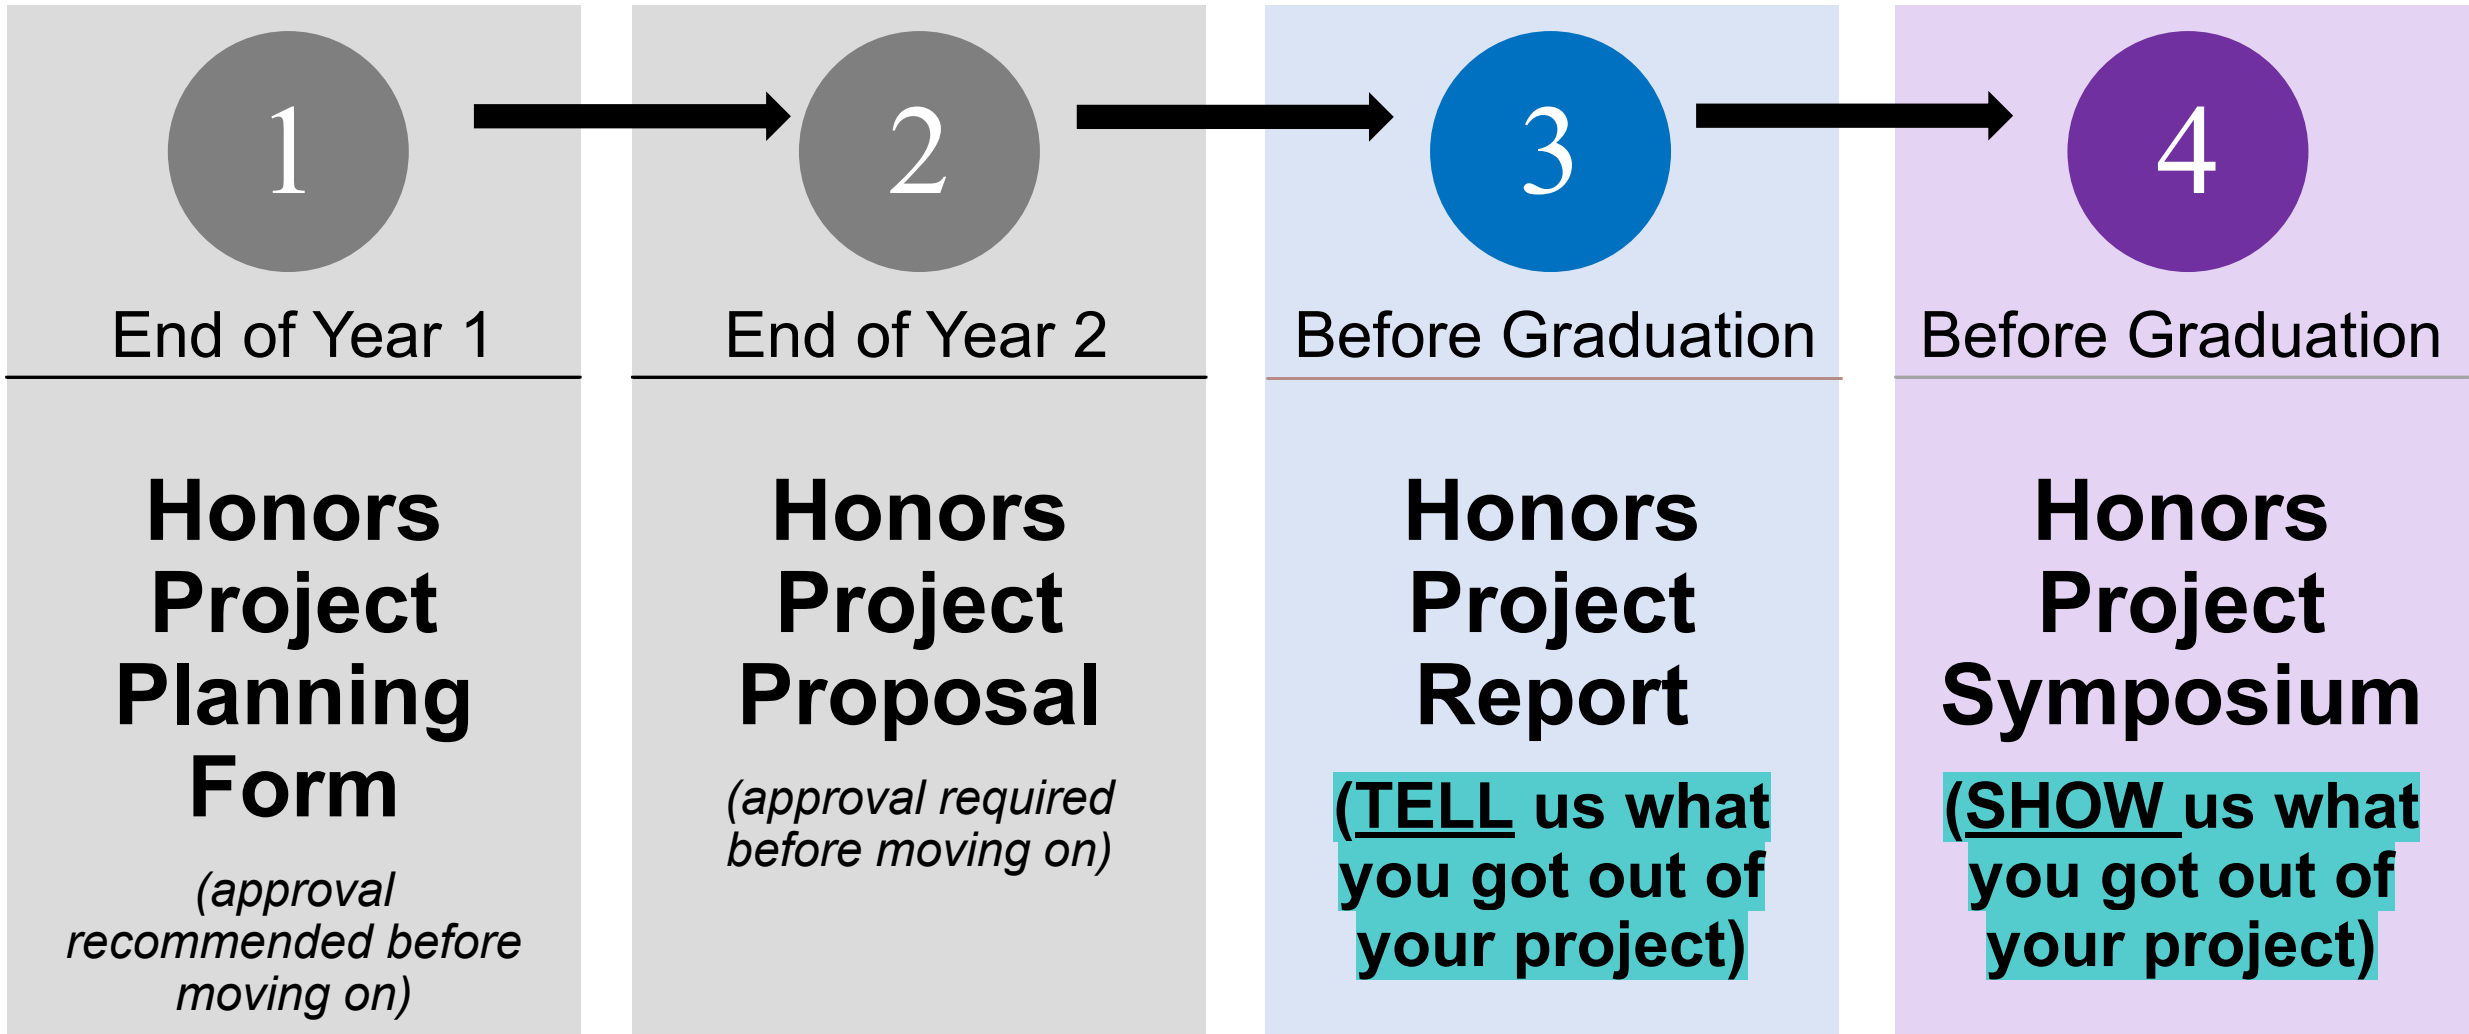 1
End of Year 1
Honors
Project
Planning
Form
(approval
recommended before
moving on)
2
End of Year 2
Honors
Project
Proposal
(approval required
before moving on)
3
Before Graduation
Honors
Project
Report
(TELL us what
you got out of
your project)
4
Before Graduation
Honors
Project
Symposium
(SHOW us what
you got out of
your project)